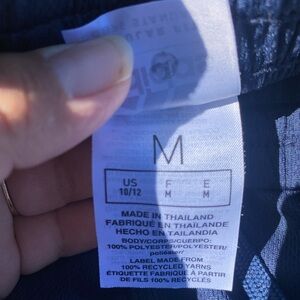 M
US F E
10/12 M M
MADE IN THAILAND
FABRIQUÉ EN THAÏLANDE
HECHO EN TAILANDIA
BODY/CORPS/CUERPO:
100% POLYESTER/POLYESTER/
poliéster/
LABEL MADE FROM
100% RECYCLED YARNS
ÉTIQUETTE FABRIQUÉE À PARTIR
DE FILS 100% RECYCLÉS